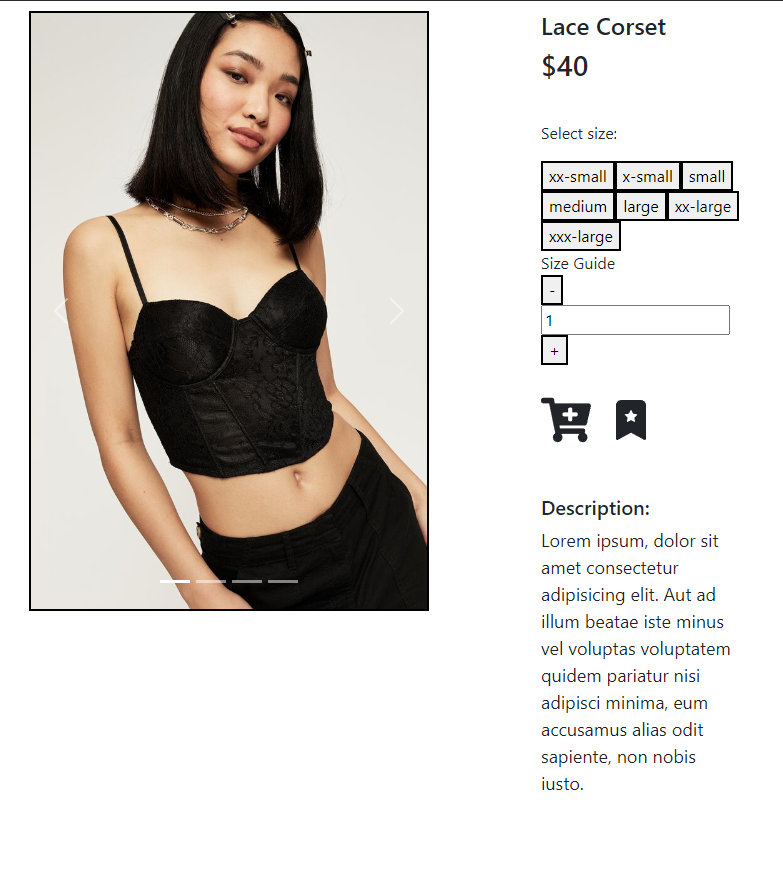 Lace Corset
$40
Select size:
xx-small x-small small
medium large xx-large
xxx-large
Size Guide
-
1
+
Description:
Lorem ipsum, dolor sit
amet consectetur
adipisicing elit. Aut ad
illum beatae iste minus
vel voluptas voluptatem
quidem pariatur nisi
adipisci minima, eum
accusamus alias odit
sapiente, non nobis
iusto.